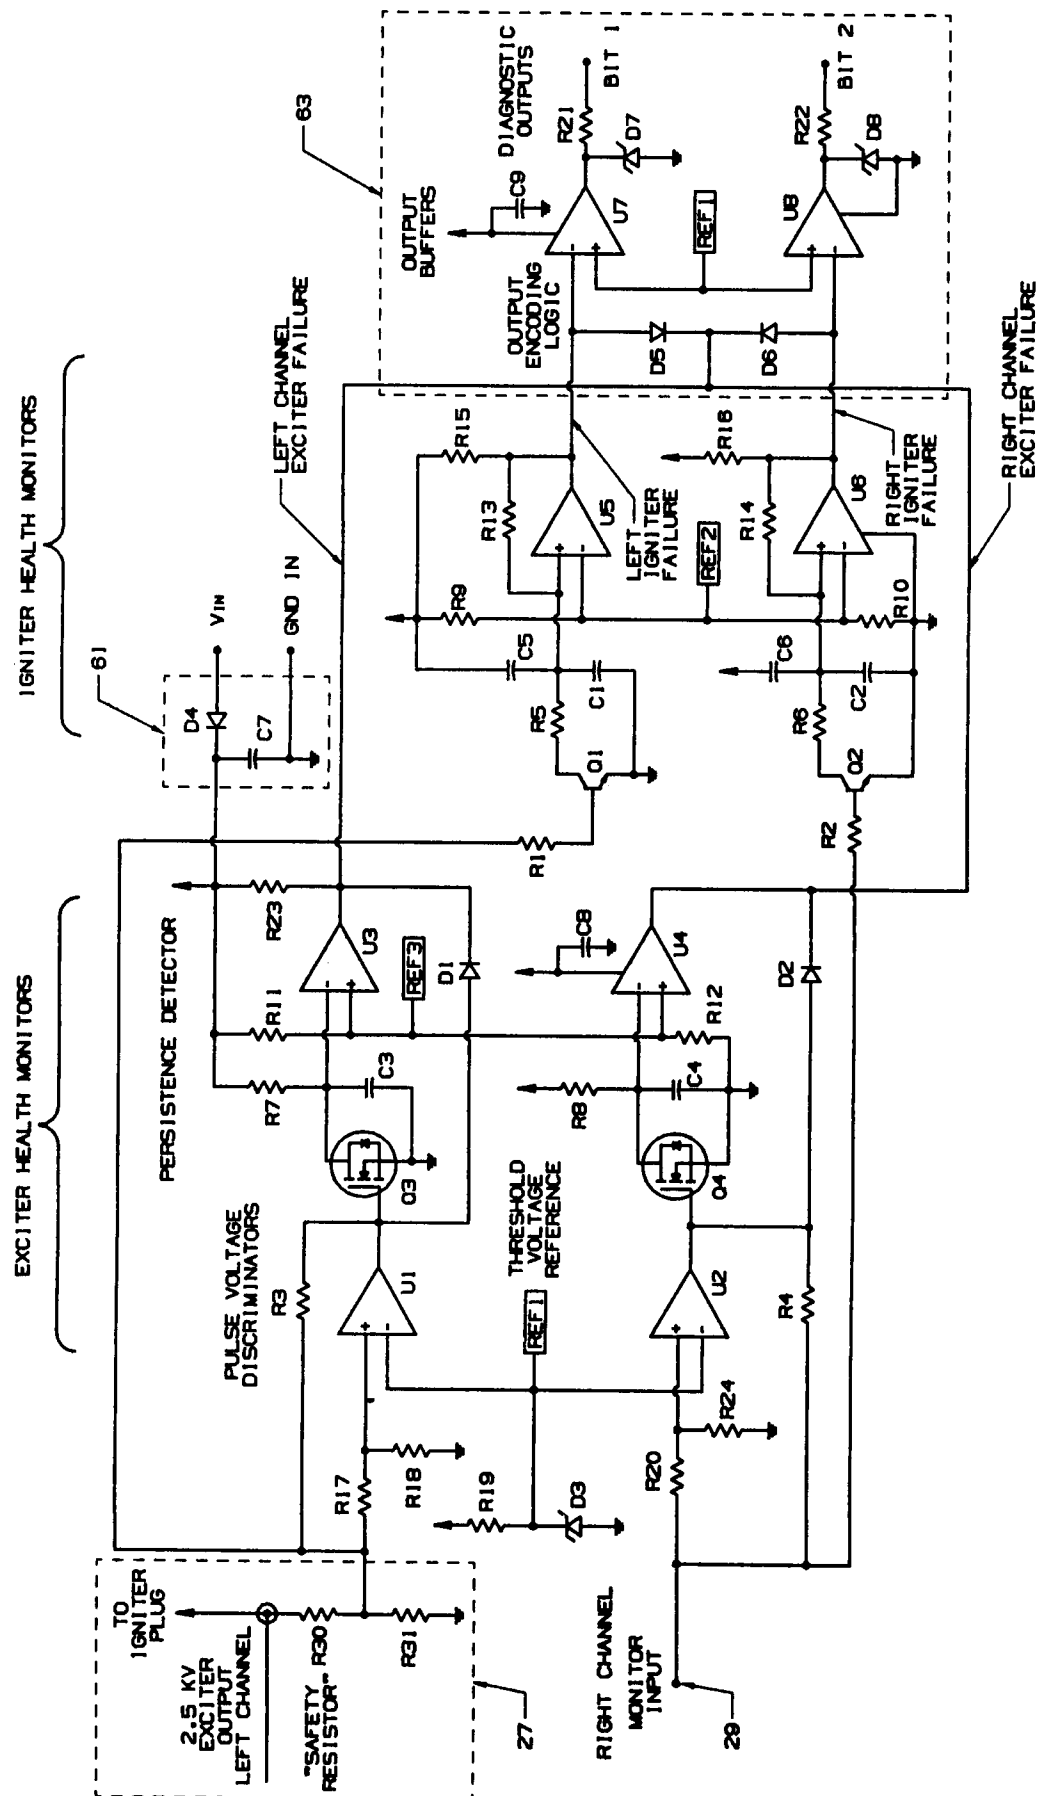 EXCITER HEALTH MONITORS
IGNITER HEALTH MONITORS
PERSISTENCE DETECTOR
PULSE VOLTAGE
DISCRIMINATORS
THRESHOLD
VOLTAGE
REFERENCE
LEFT CHANNEL
EXCITER FAILURE
RIGHT CHANNEL
EXCITER FAILURE
LEFT
IGNITER
FAILURE
RIGHT
IGNITER
FAILURE
OUTPUT
BUFFERS
OUTPUT
ENCODING
LOGIC
DIAGNOSTIC
OUTPUTS
BIT 1
BIT 2
TO
IGNITER
PLUG
2.5 KV
EXCITER
OUTPUT
LEFT CHANNEL
"SAFETY
RESISTOR"
R30
R31
27
RIGHT CHANNEL
MONITOR
INPUT
29
R17
R18
R19
D3
R20
R24
R3
R4
U1
U2
REF1
Q3
Q4
R7
R8
C3
C4
R11
R12
REF3
U3
U4
R23
D1
D2
C8
R1
R2
61
D4
C7
VIN
GND IN
Q1
Q2
R5
R6
C1
C2
C5
C6
R9
R10
REF2
R13
R14
R15
R16
U5
U6
63
D5
D6
REF1
C9
U7
U8
R21
R22
D7
D8